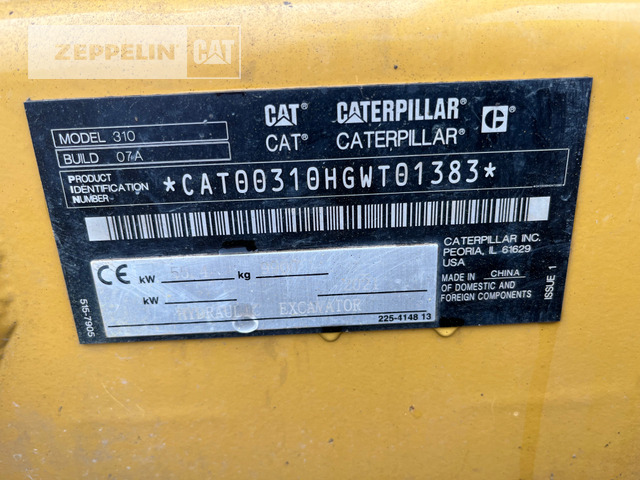 ZEPPELIN CAT
CAT® CATERPILLAR® C®
CAT® CATERPILLAR®
MODEL 310
BUILD 07A
PRODUCT
IDENTIFICATION
NUMBER
*CAT00310HGWT01383*
CATERPILLAR INC.
PEORIA, IL 61629
USA
MADE IN CHINA
OF DOMESTIC AND
FOREIGN COMPONENTS
ISSUE 1
CE kW kg
kW
HYDRAULIC EXCAVATOR
225-4148 13
515-7905